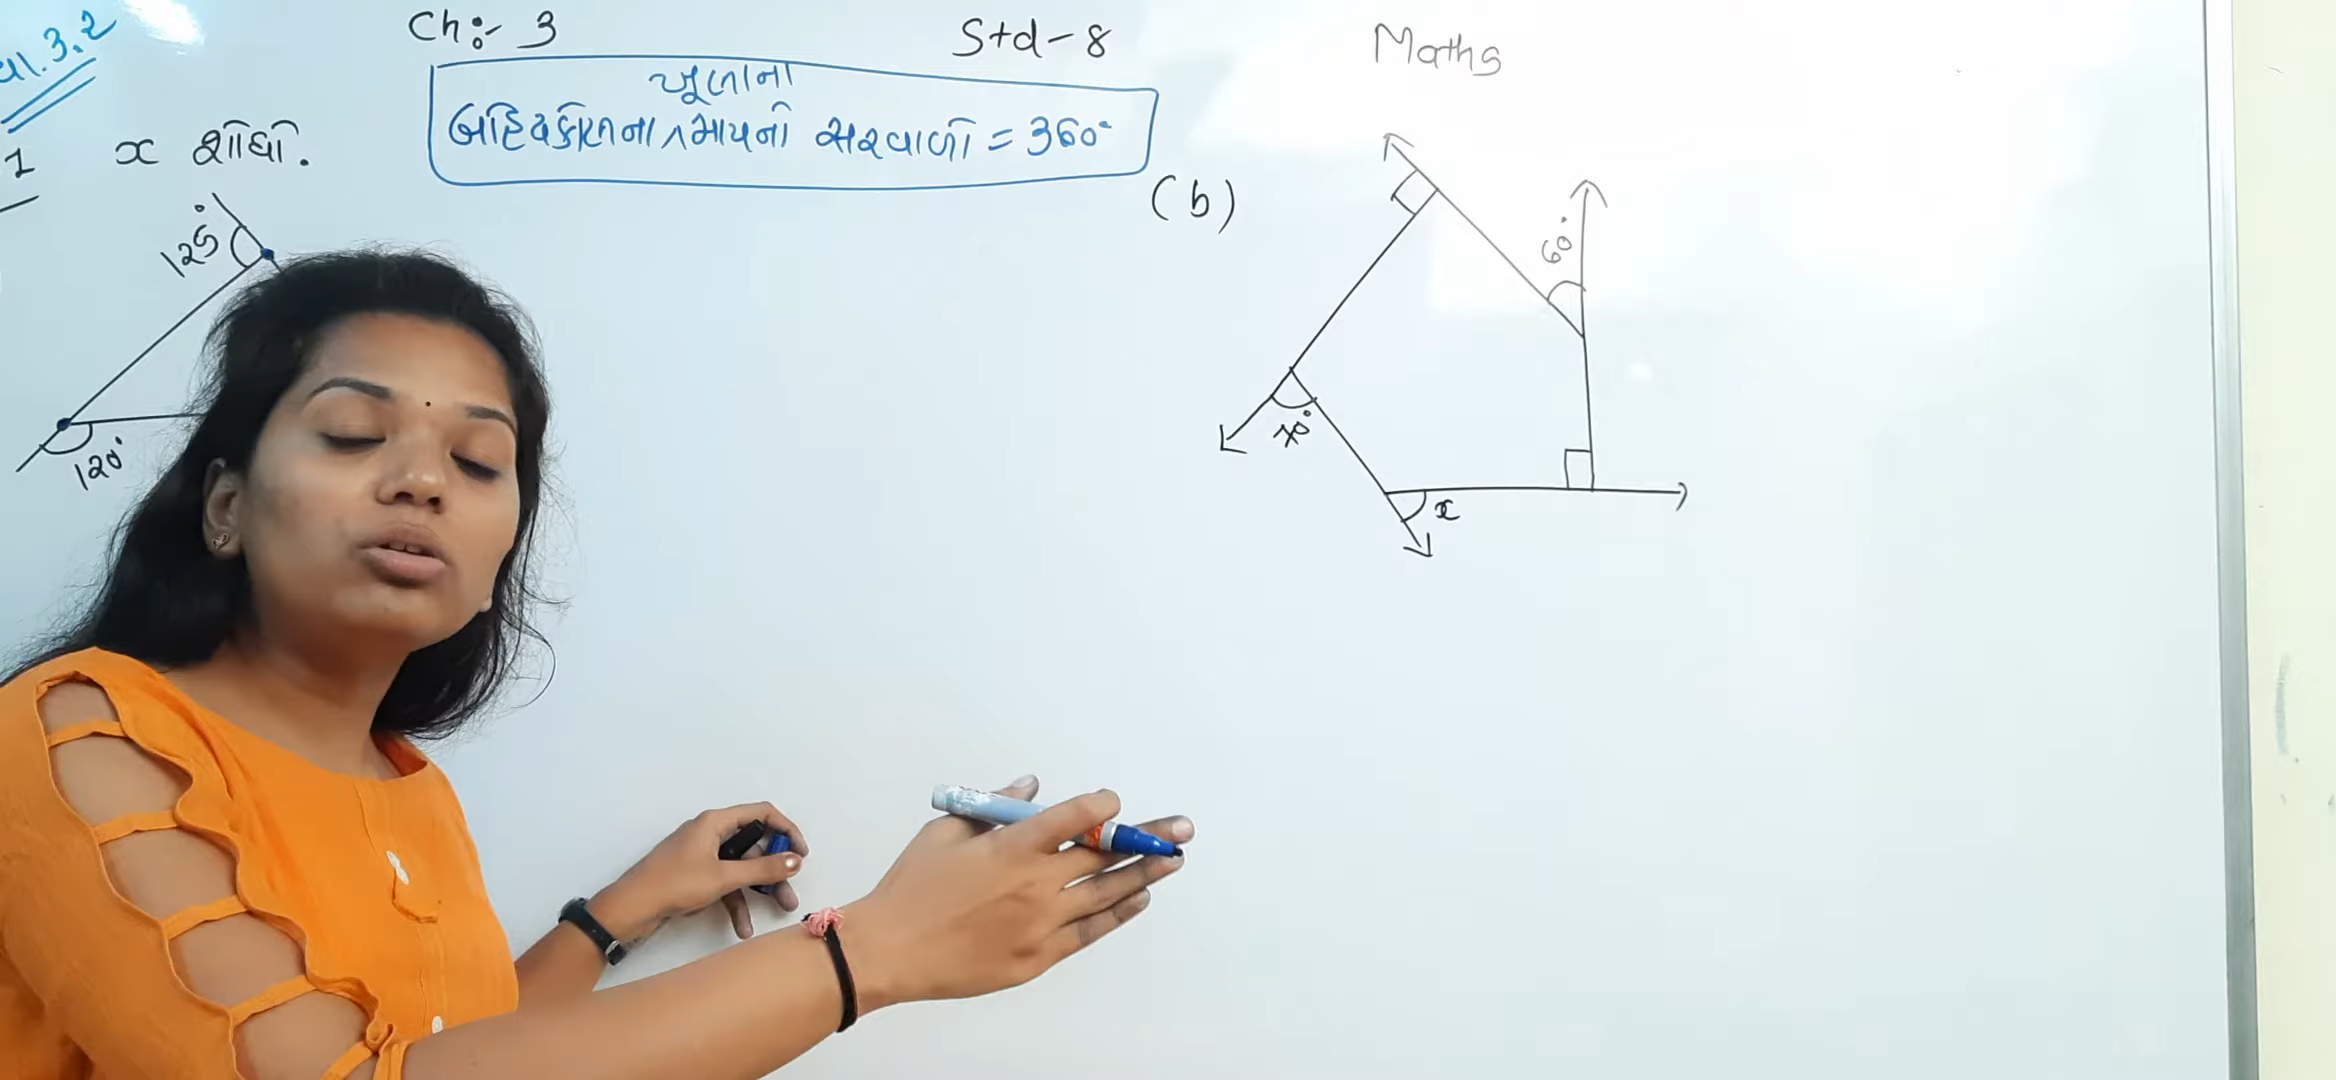 સ્વા.3.2
Ch:- 3
Std-8
Maths
ખૂણાના
બહિષ્કોણના ^ માપનો સરવાળો = 360°
1 x શોધો.
125°
120°
(b)
60°
70°
x